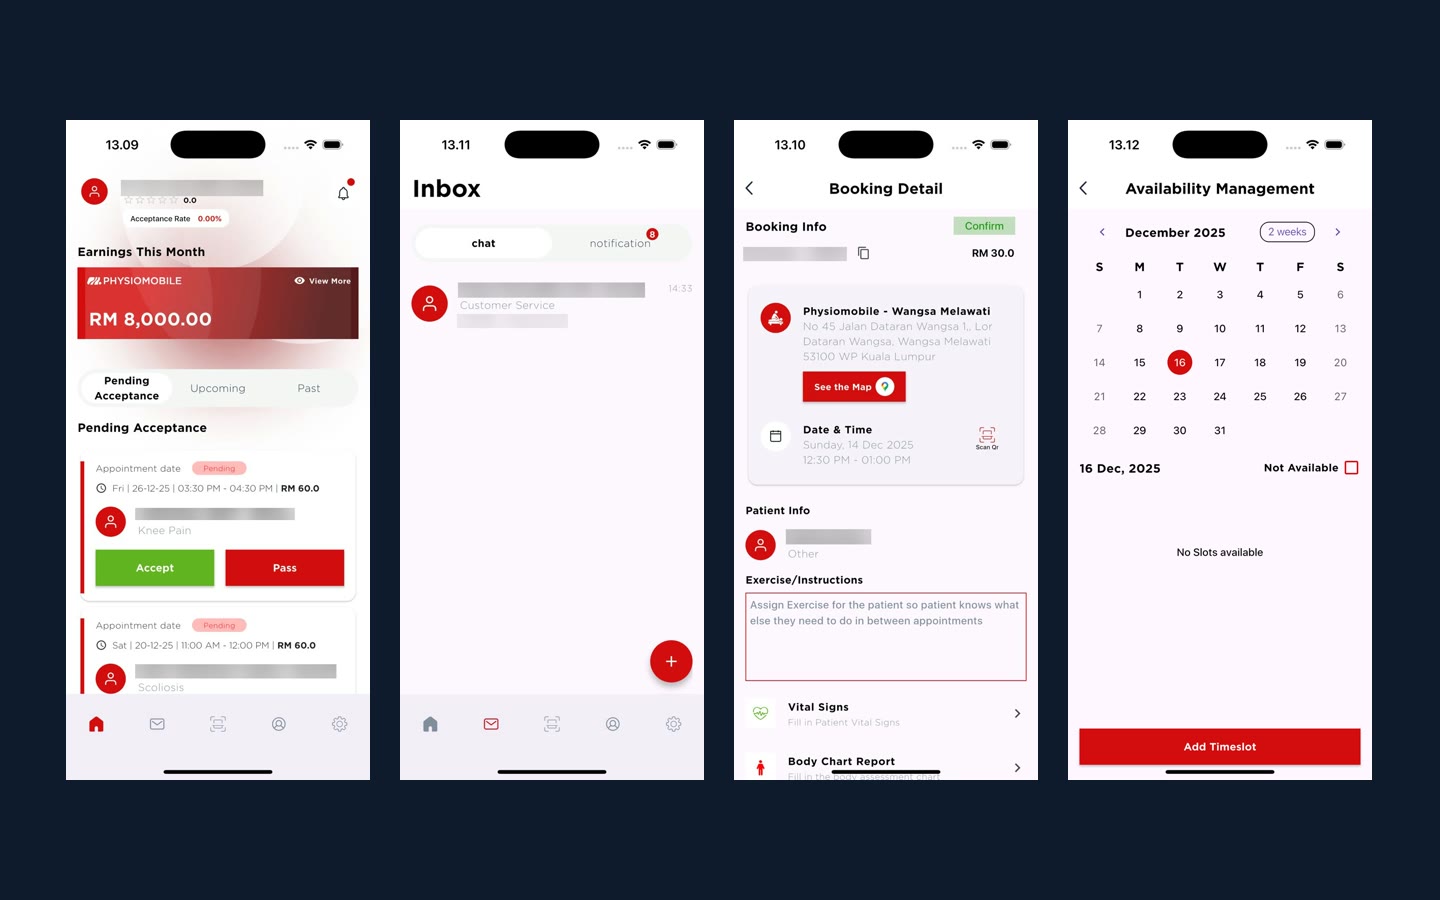 13.09
0.0
Acceptance Rate 0.00%
Earnings This Month
PHYSIOMOBILE
View More
RM 8,000.00
Pending Acceptance
Upcoming
Past
Pending Acceptance
Appointment date Pending
Fri | 26-12-25 | 03:30 PM - 04:30 PM | RM 60.0
Knee Pain
Accept
Pass
Appointment date Pending
Sat | 20-12-25 | 11:00 AM - 12:00 PM | RM 60.0
Scoliosis
13.11
Inbox
chat
notification
8
14:33
Customer Service
13.10
Booking Detail
Booking Info
Confirm
RM 30.0
Physiomobile - Wangsa Melawati
No 45 Jalan Dataran Wangsa 1,, Lor
Dataran Wangsa, Wangsa Melawati
53100 WP Kuala Lumpur
See the Map
Date & Time
Sunday, 14 Dec 2025
12:30 PM - 01:00 PM
Scan Qr
Patient Info
Other
Exercise/Instructions
Assign Exercise for the patient so patient knows what
else they need to do in between appointments
Vital Signs
Fill in Patient Vital Signs
Body Chart Report
Fill in the body assessment chart
13.12
Availability Management
December 2025
2 weeks
S M T W T F S
1 2 3 4 5 6
7 8 9 10 11 12 13
14 15 16 17 18 19 20
21 22 23 24 25 26 27
28 29 30 31
16 Dec, 2025
Not Available
No Slots available
Add Timeslot